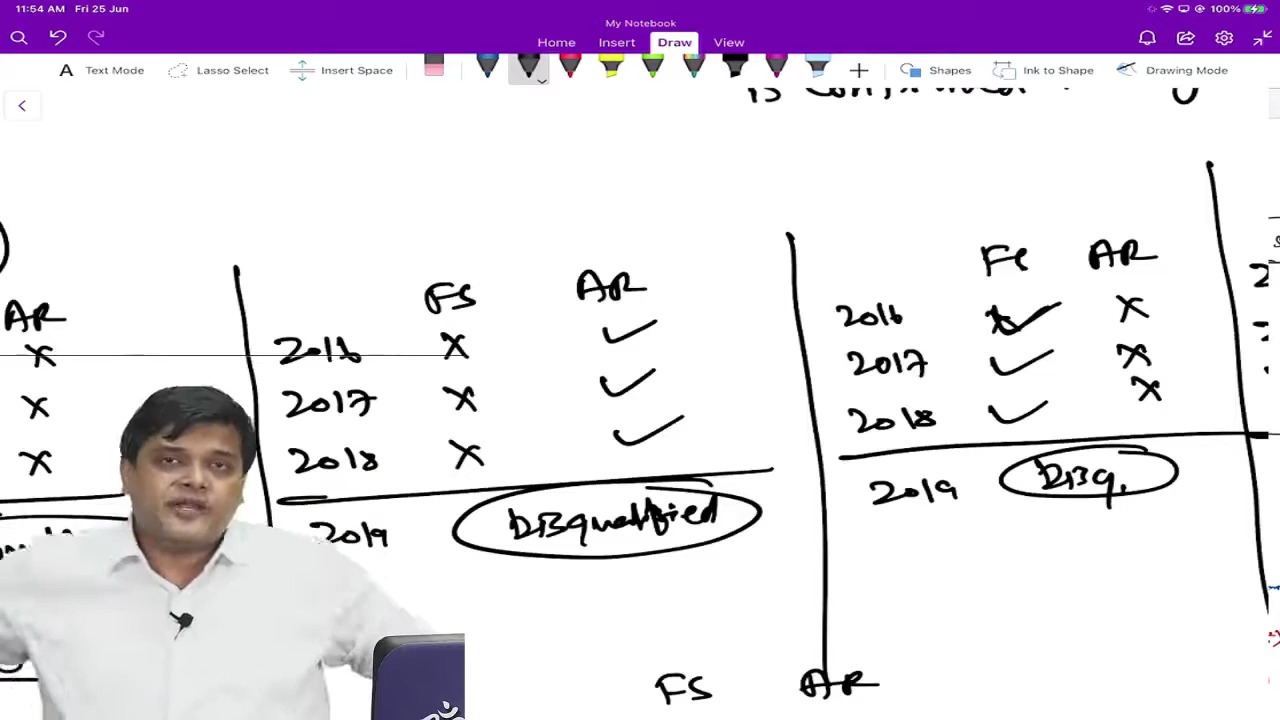 11:54 AM Fri 25 Jun
100%
My Notebook
Home Insert Draw View
Text Mode Lasso Select Insert Space Shapes Ink to Shape Drawing Mode
FS AR
AR FS AR 2016 X
X 2016 X ✓ 2017 ✓ X
X 2017 X ✓ 2018 ✓ X
X 2018 X ✓ 2019 Disq.
2019 Disqualified
FS AR